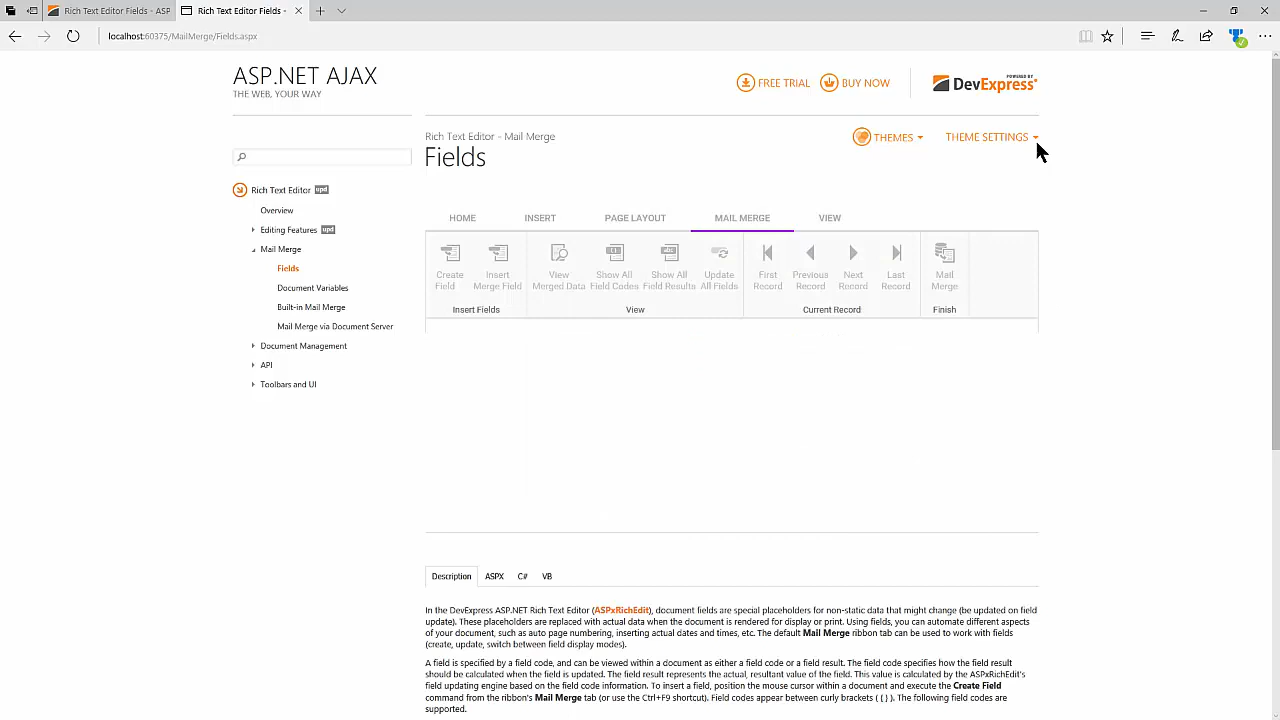 Rich Text Editor Fields - ASP
Rich Text Editor Fields -
localhost:60375/MailMerge/Fields.aspx
ASP.NET AJAX
THE WEB, YOUR WAY
FREE TRIAL
BUY NOW
POWERED BY
DevExpress
Rich Text Editor - Mail Merge
Fields
THEMES
THEME SETTINGS
Rich Text Editor upd
Overview
Editing Features upd
Mail Merge
Fields
Document Variables
Built-in Mail Merge
Mail Merge via Document Server
Document Management
API
Toolbars and UI
HOME INSERT PAGE LAYOUT MAIL MERGE VIEW
Create Insert View Show All Show All Update First Previous Next Last Mail
Field Merge Field Merged Data Field Codes Field Results All Fields Record Record Record Record Merge
Insert Fields View Current Record Finish
Description ASPX C# VB
In the DevExpress ASP.NET Rich Text Editor (ASPxRichEdit), document fields are special placeholders for non-static data that might change (be updated on field
update). These placeholders are replaced with actual data when the document is rendered for display or print. Using fields, you can automate different aspects
of your document, such as auto page numbering, inserting actual dates and times, etc. The default Mail Merge ribbon tab can be used to work with fields
(create, update, switch between field display modes).
A field is specified by a field code, and can be viewed within a document as either a field code or a field result. The field code specifies how the field result
should be calculated when the field is updated. The field result represents the actual, resultant value of the field. This value is calculated by the ASPxRichEdit's
field updating engine based on the field code information. To insert a field, position the mouse cursor within a document and execute the Create Field
command from the ribbon's Mail Merge tab (or use the Ctrl+F9 shortcut). Field codes appear between curly brackets ( { } ). The following field codes are
supported.